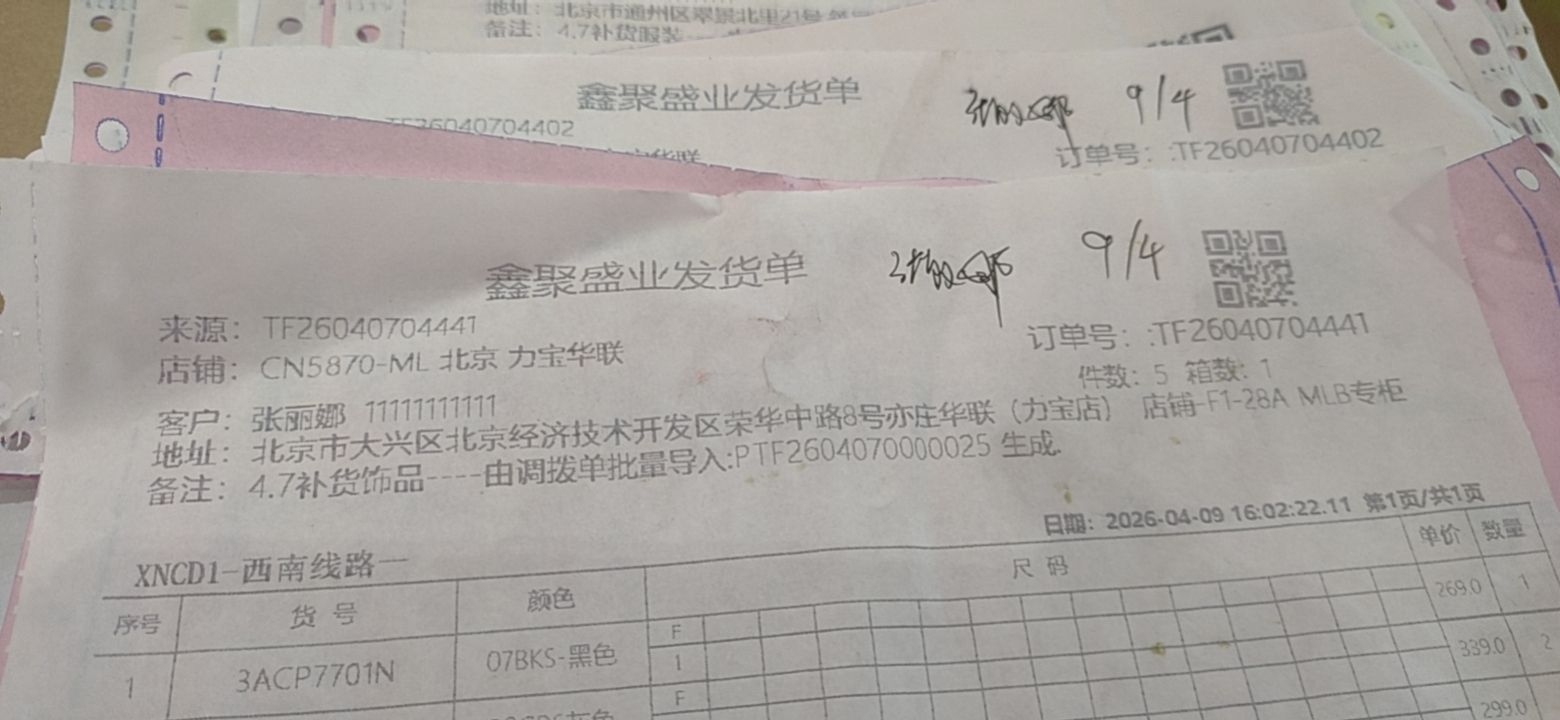 地址：北京市通州区翠景北里21号
备注：4.7补货服装
鑫聚盛业发货单
9/4
TF26040704402
订单号：:TF26040704402
宝华联
鑫聚盛业发货单
9/4
来源：TF26040704441
订单号：:TF26040704441
店铺：CN5870-ML 北京 力宝华联
件数：5 箱数：1
客户：张丽娜 11111111111
地址：北京市大兴区北京经济技术开发区荣华中路8号亦庄华联（力宝店） 店铺-F1-28A MLB专柜
备注：4.7补货饰品----由调拨单批量导入:PTF2604070000025 生成.
日期：2026-04-09 16:02:22.11 第1页/共1页
XNCD1-西南线路一
序号 货号 颜色 尺码 单价 数量
F 269.0 1
1 3ACP7701N 07BKS-黑色 1
F 339.0 2
299.0